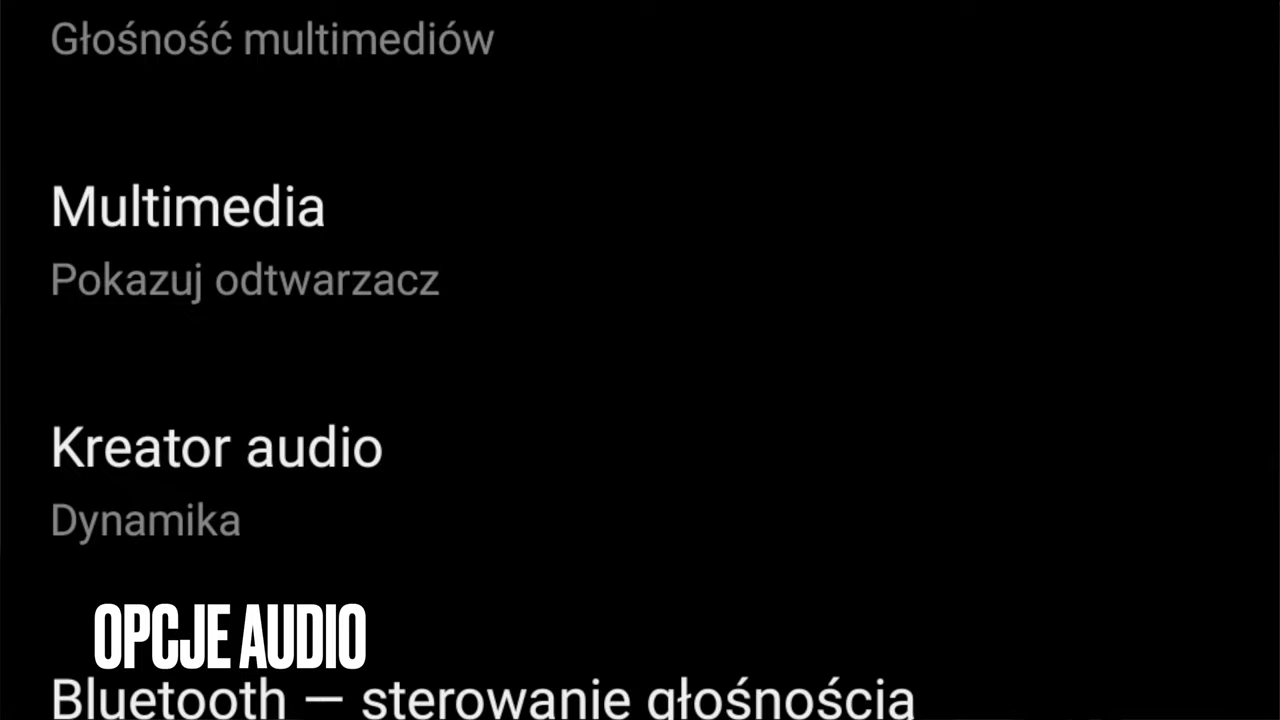 Głośność multimediów
Multimedia
Pokazuj odtwarzacz
Kreator audio
Dynamika
OPCJE AUDIO
Bluetooth — sterowanie głośnością